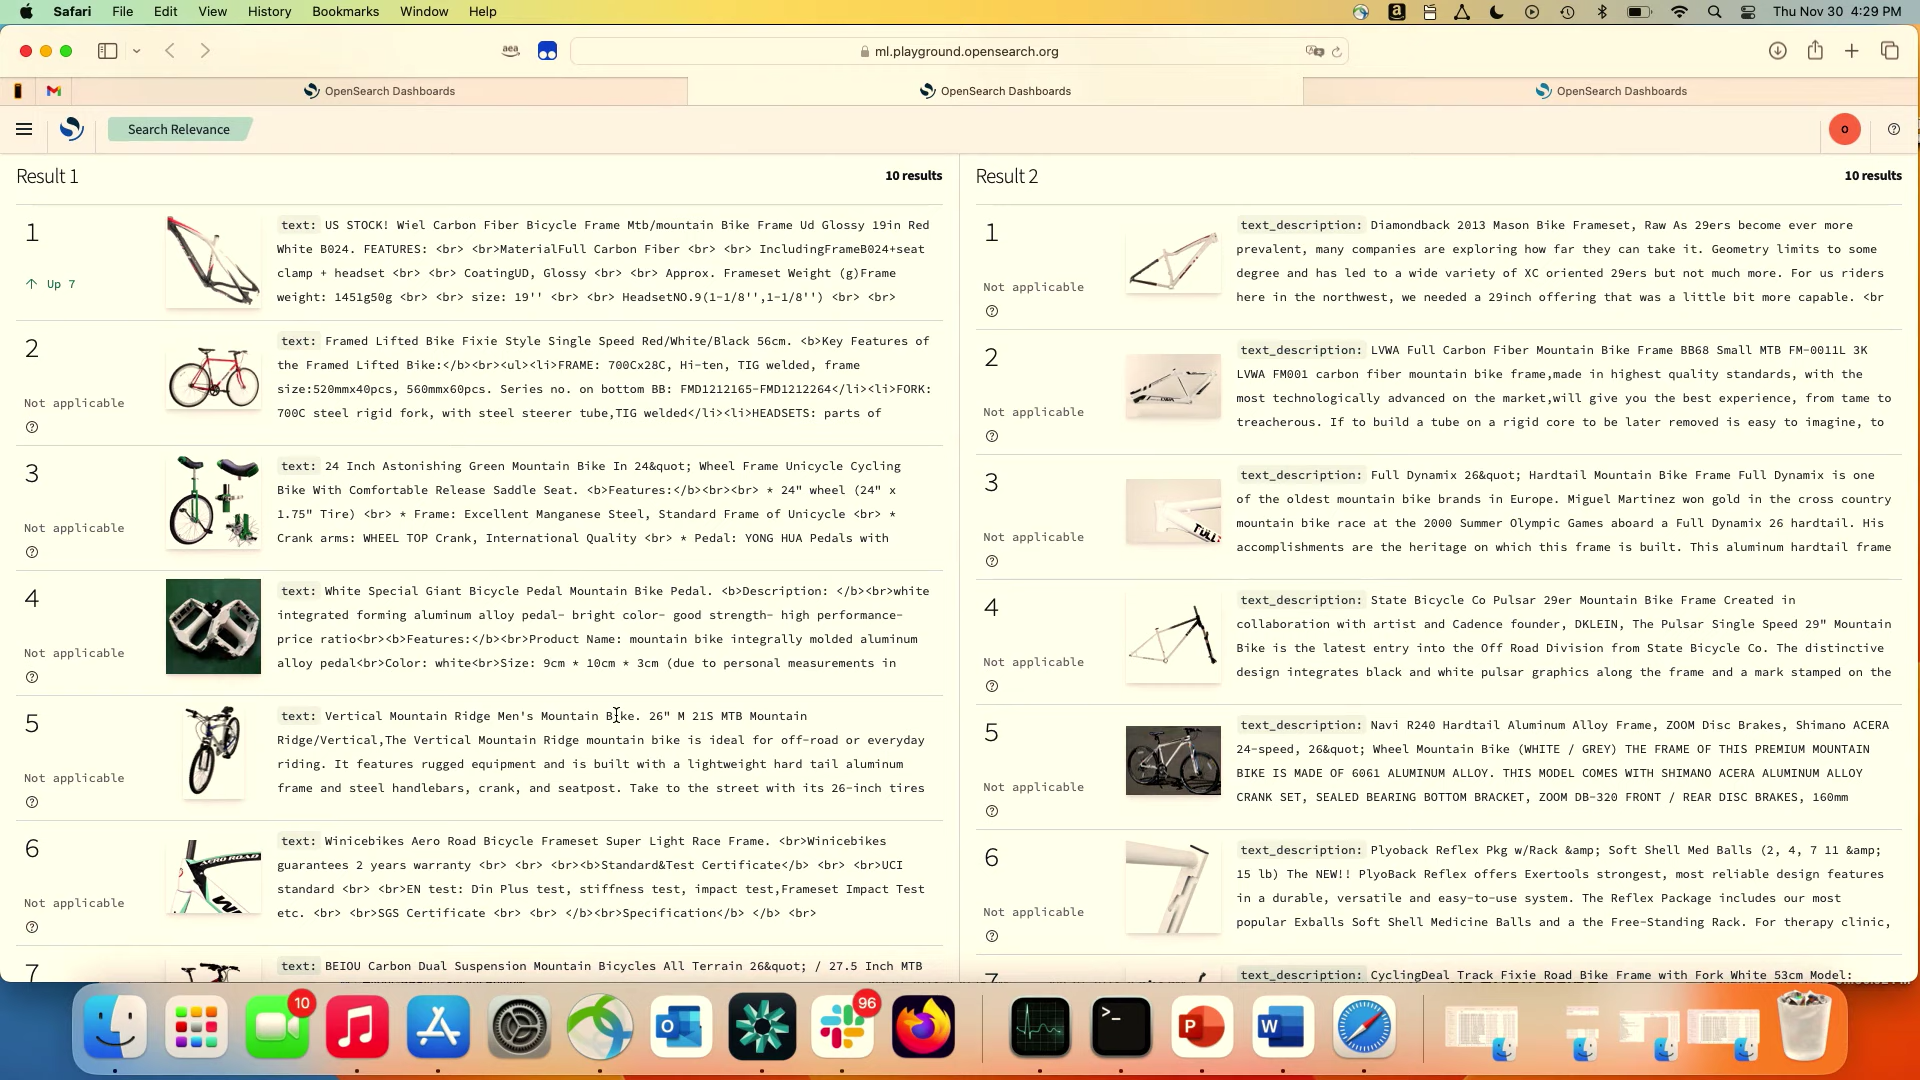 Safari File Edit View History Bookmarks Window Help
Thu Nov 30 4:29 PM
aea
ml.playground.opensearch.org
OpenSearch Dashboards
OpenSearch Dashboards
OpenSearch Dashboards
Search Relevance
o
Result 1
10 results
1
Up 7
text: US STOCK! Wiel Carbon Fiber Bicycle Frame Mtb/mountain Bike Frame Ud Glossy 19in Red
White B024. FEATURES: <br> <br>MaterialFull Carbon Fiber <br> <br> IncludingFrameB024+seat
clamp + headset <br> <br> CoatingUD, Glossy <br> <br> Approx. Frameset Weight (g)Frame
weight: 1451g50g <br> <br> size: 19'' <br> <br> HeadsetNO.9(1-1/8'',1-1/8'') <br> <br>
2
Not applicable
text: Framed Lifted Bike Fixie Style Single Speed Red/White/Black 56cm. <b>Key Features of
the Framed Lifted Bike:</b><br><ul><li>FRAME: 700Cx28C, Hi-ten, TIG welded, frame
size:520mmx40pcs, 560mmx60pcs. Series no. on bottom BB: FMD1212165-FMD1212264</li><li>FORK:
700C steel rigid fork, with steel steerer tube,TIG welded</li><li>HEADSETS: parts of
3
Not applicable
text: 24 Inch Astonishing Green Mountain Bike In 24&quot; Wheel Frame Unicycle Cycling
Bike With Comfortable Release Saddle Seat. <b>Features:</b><br><br> * 24" wheel (24" x
1.75" Tire) <br> * Frame: Excellent Manganese Steel, Standard Frame of Unicycle <br> *
Crank arms: WHEEL TOP Crank, International Quality <br> * Pedal: YONG HUA Pedals with
4
Not applicable
text: White Special Giant Bicycle Pedal Mountain Bike Pedal. <b>Description: </b><br>white
integrated forming aluminum alloy pedal- bright color- good strength- high performance-
price ratio<br><b>Features:</b><br>Product Name: mountain bike integrally molded aluminum
alloy pedal<br>Color: white<br>Size: 9cm * 10cm * 3cm (due to personal measurements in
5
Not applicable
text: Vertical Mountain Ridge Men's Mountain Bike. 26" M 21S MTB Mountain
Ridge/Vertical,The Vertical Mountain Ridge mountain bike is ideal for off-road or everyday
riding. It features rugged equipment and is built with a lightweight hard tail aluminum
frame and steel handlebars, crank, and seatpost. Take to the street with its 26-inch tires
6
Not applicable
AERO ROAD
text: Winicebikes Aero Road Bicycle Frameset Super Light Race Frame. <br>Winicebikes
guarantees 2 years warranty <br> <br> <br><b>Standard&Test Certificate</b> <br> <br>UCI
standard <br> <br>EN test: Din Plus test, stiffness test, impact test,Frameset Impact Test
etc. <br> <br>SGS Certificate <br> <br> </b><br>Specification</b> </b> <br>
7
text: BEIOU Carbon Dual Suspension Mountain Bicycles All Terrain 26&quot; / 27.5 Inch MTB
Result 2
10 results
1
Not applicable
text_description: Diamondback 2013 Mason Bike Frameset, Raw As 29ers become ever more
prevalent, many companies are exploring how far they can take it. Geometry limits to some
degree and has led to a wide variety of XC oriented 29ers but not much more. For us riders
here in the northwest, we needed a 29inch offering that was a little bit more capable. <br
2
Not applicable
text_description: LVWA Full Carbon Fiber Mountain Bike Frame BB68 Small MTB FM-0011L 3K
LVWA FM001 carbon fiber mountain bike frame,made in highest quality standards, with the
most technologically advanced on the market,will give you the best experience, from tame to
treacherous. If to build a tube on a rigid core to be later removed is easy to imagine, to
3
Not applicable
FULL
text_description: Full Dynamix 26&quot; Hardtail Mountain Bike Frame Full Dynamix is one
of the oldest mountain bike brands in Europe. Miguel Martinez won gold in the cross country
mountain bike race at the 2000 Summer Olympic Games aboard a Full Dynamix 26 hardtail. His
accomplishments are the heritage on which this frame is built. This aluminum hardtail frame
4
Not applicable
text_description: State Bicycle Co Pulsar 29er Mountain Bike Frame Created in
collaboration with artist and Cadence founder, DKLEIN, The Pulsar Single Speed 29" Mountain
Bike is the latest entry into the Off Road Division from State Bicycle Co. The distinctive
design integrates black and white pulsar graphics along the frame and a mark stamped on the
5
Not applicable
text_description: Navi R240 Hardtail Aluminum Alloy Frame, ZOOM Disc Brakes, Shimano ACERA
24-speed, 26&quot; Wheel Mountain Bike (WHITE / GREY) THE FRAME OF THIS PREMIUM MOUNTAIN
BIKE IS MADE OF 6061 ALUMINUM ALLOY. THIS MODEL COMES WITH SHIMANO ACERA ALUMINUM ALLOY
CRANK SET, SEALED BEARING BOTTOM BRACKET, ZOOM DB-320 FRONT / REAR DISC BRAKES, 160mm
6
Not applicable
text_description: Plyoback Reflex Pkg w/Rack &amp; Soft Shell Med Balls (2, 4, 7 11 &amp;
15 lb) The NEW!! PlyoBack Reflex offers Exertools strongest, most reliable design features
in a durable, versatile and easy-to-use system. The Reflex Package includes our most
popular Exballs Soft Shell Medicine Balls and a the Free-Standing Rack. For therapy clinic,
7
text_description: CyclingDeal Track Fixie Road Bike Frame with Fork White 53cm Model:
10
96